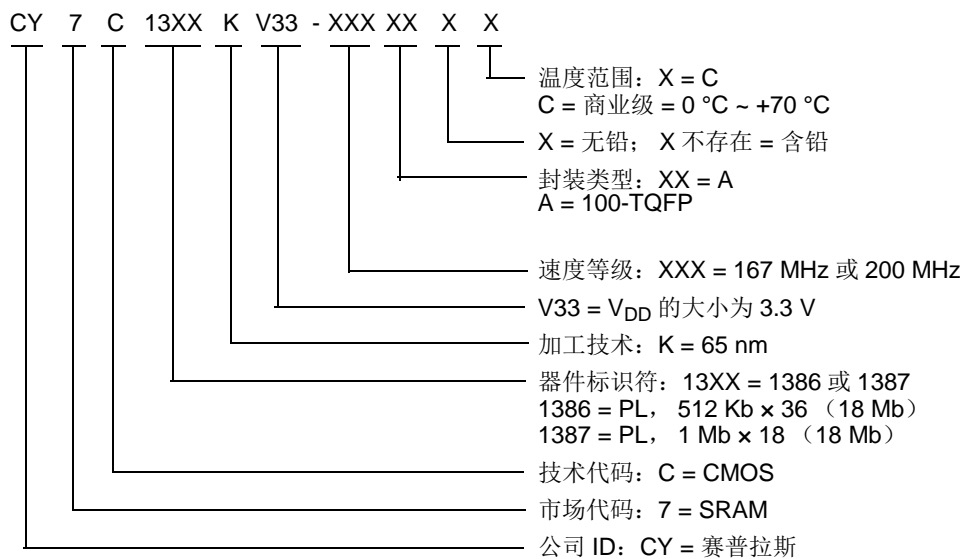 CY 7 C 13XX K V33 - XXX XX X X
温度范围：X = C
C = 商业级 = 0 °C ~ +70 °C
X = 无铅； X 不存在 = 含铅
封装类型：XX = A
A = 100-TQFP
速度等级：XXX = 167 MHz 或 200 MHz
V33 = VDD 的大小为 3.3 V
加工技术：K = 65 nm
器件标识符：13XX = 1386 或 1387
1386 = PL， 512 Kb × 36 （18 Mb）
1387 = PL， 1 Mb × 18 （18 Mb）
技术代码：C = CMOS
市场代码：7 = SRAM
公司 ID：CY = 赛普拉斯